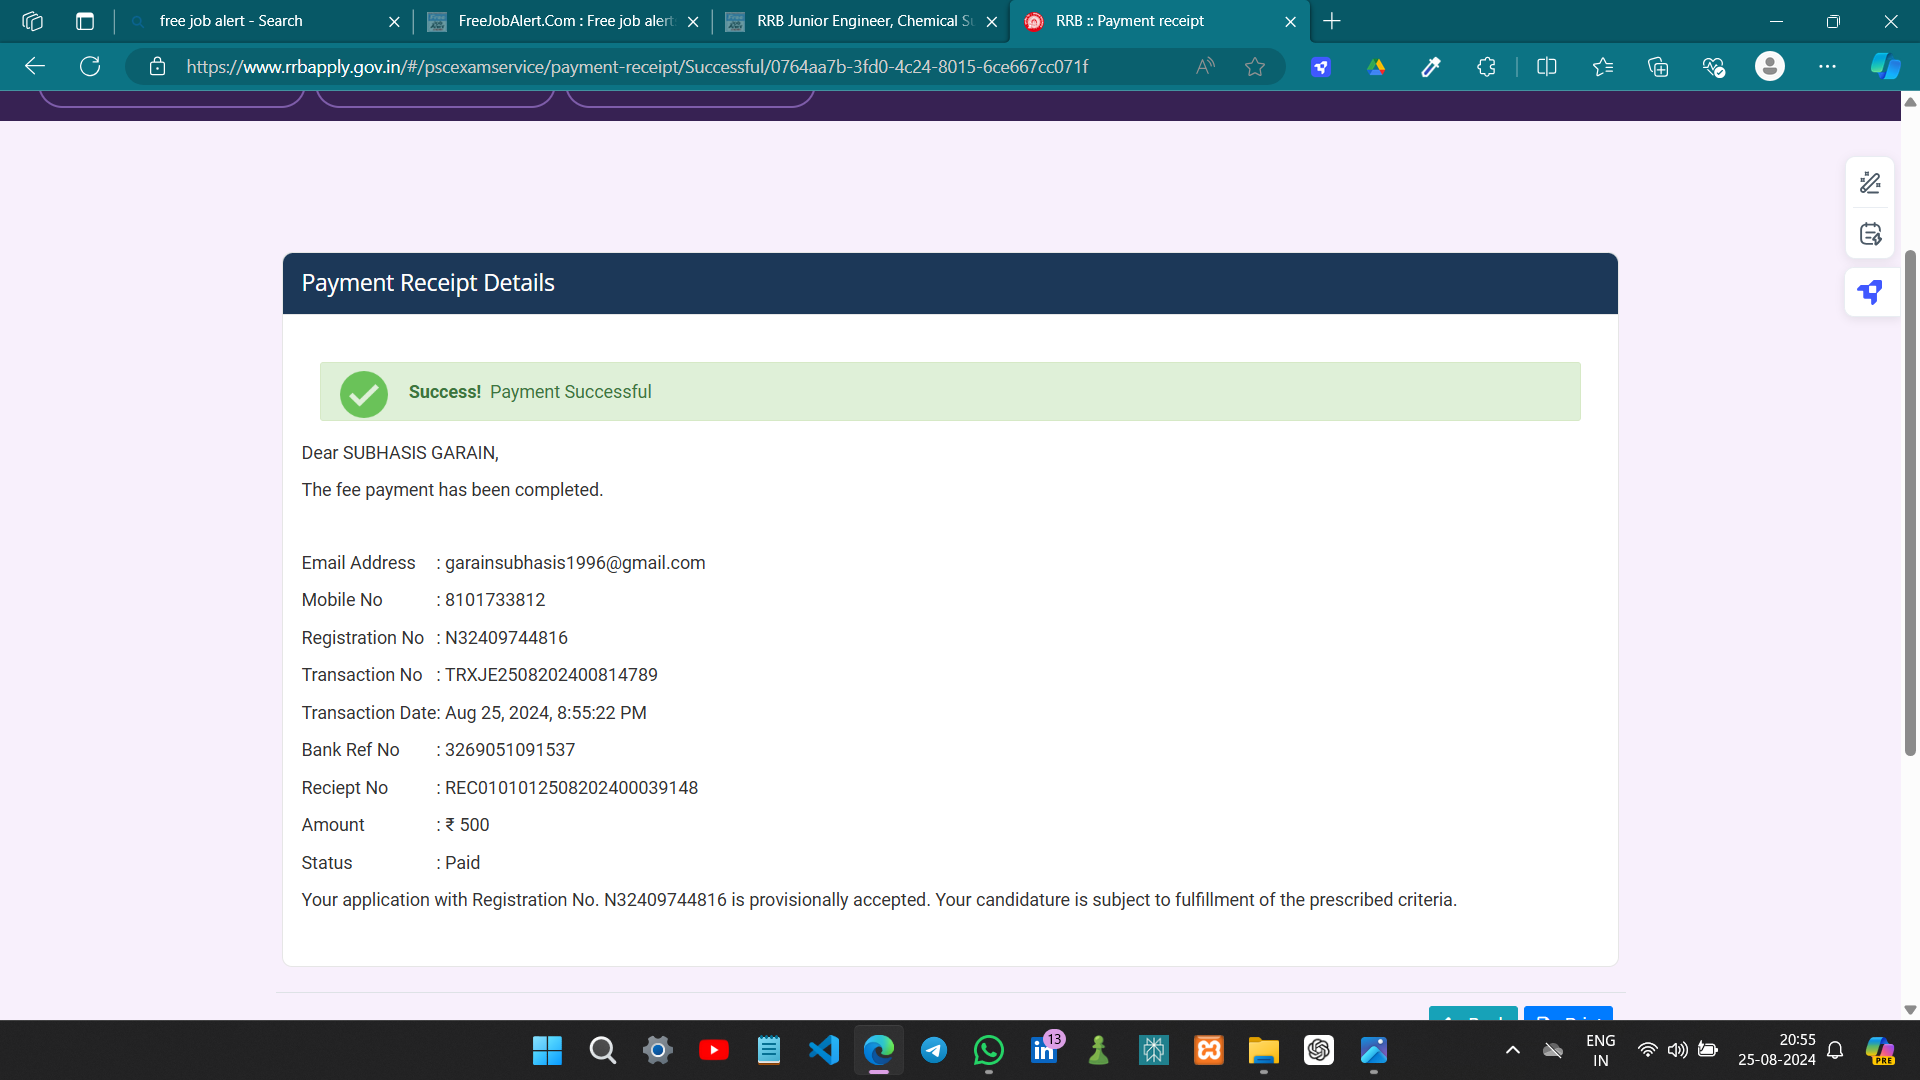 free job alert - Search
FreeJobAlert.Com : Free job alert
RRB Junior Engineer, Chemical Su
RRB :: Payment receipt
https://www.rrbapply.gov.in/#/pscexamservice/payment-receipt/Successful/0764aa7b-3fd0-4c24-8015-6ce667cc071f
Payment Receipt Details
Success! Payment Successful
Dear SUBHASIS GARAIN,
The fee payment has been completed.
Email Address : garainsubhasis1996@gmail.com
Mobile No : 8101733812
Registration No : N32409744816
Transaction No : TRXJE2508202400814789
Transaction Date: Aug 25, 2024, 8:55:22 PM
Bank Ref No : 3269051091537
Reciept No : REC0101012508202400039148
Amount : ₹ 500
Status : Paid
Your application with Registration No. N32409744816 is provisionally accepted. Your candidature is subject to fulfillment of the prescribed criteria.
13
ENG
IN
20:55
25-08-2024
PRE